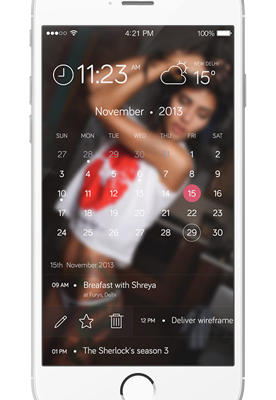 4:21 PM 100%
11:23 AM NEW DELHI 15°
November • 2013
SUN MON TUE WED THU FRI SAT
27 28 29 30 31 1 2
3 4 5 6 7 8 9
10 11 12 13 14 15 16
17 18 19 20 21 22 23
24 25 26 27 28 29 30
15th November 2013
09 AM • Breafast with Shreya
at Furys, Delhi
12 PM • Deliver wireframe
01 PM • The Sherlock's season 3